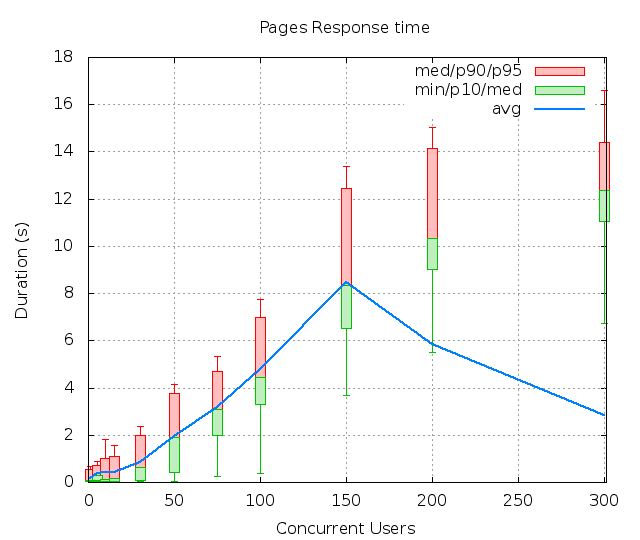 Pages Response time
18
16
14
12
10
8
6
4
2
0
Duration (s)
med/p90/p95
min/p10/med
avg
0 50 100 150 200 250 300
Concurrent Users